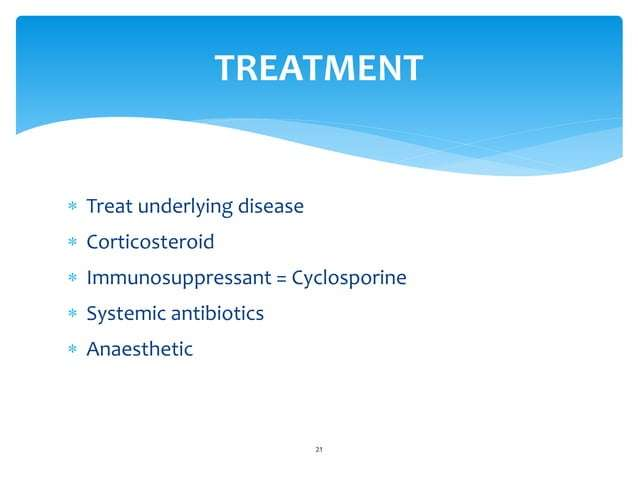 TREATMENT
* Treat underlying disease
* Corticosteroid
* Immunosuppressant = Cyclosporine
* Systemic antibiotics
* Anaesthetic
21